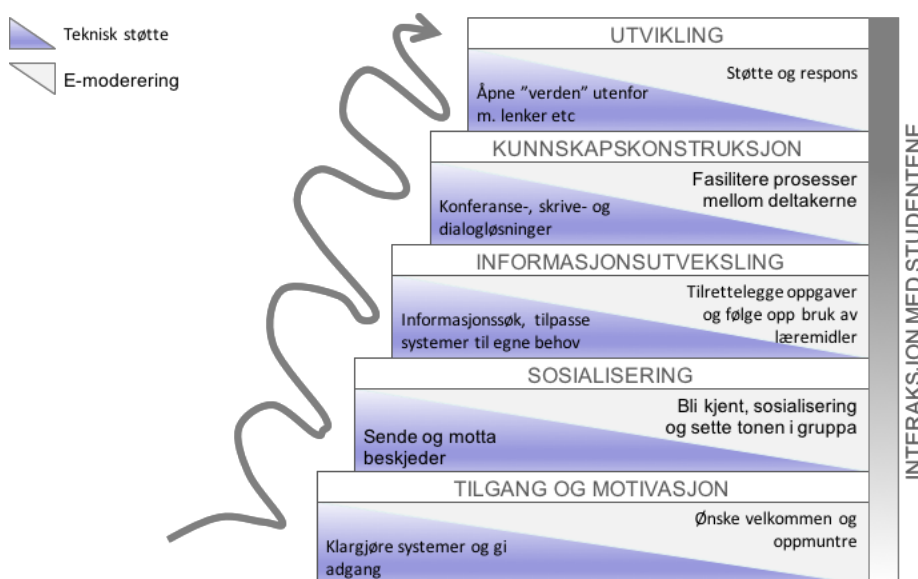 Teknisk støtte
E-moderering
UTVIKLING
Støtte og respons
Åpne ”verden” utenfor
m. lenker etc
KUNNSKAPSKONSTRUKSJON
Fasilitere prosesser
mellom deltakerne
Konferanse-, skrive- og
dialogløsninger
INFORMASJONSUTVEKSLING
Tilrettelegge oppgaver
og følge opp bruk av
læremidler
Informasjonssøk, tilpasse
systemer til egne behov
SOSIALISERING
Bli kjent, sosialisering
og sette tonen i gruppa
Sende og motta
beskjeder
TILGANG OG MOTIVASJON
Ønske velkommen og
oppmuntre
Klargjøre systemer og gi
adgang
INTERAKSJON MED STUDENTENE